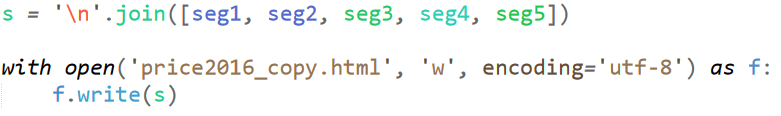 s = '\n'.join([seg1, seg2, seg3, seg4, seg5])
with open('price2016_copy.html', 'w', encoding='utf-8') as f:
    f.write(s)